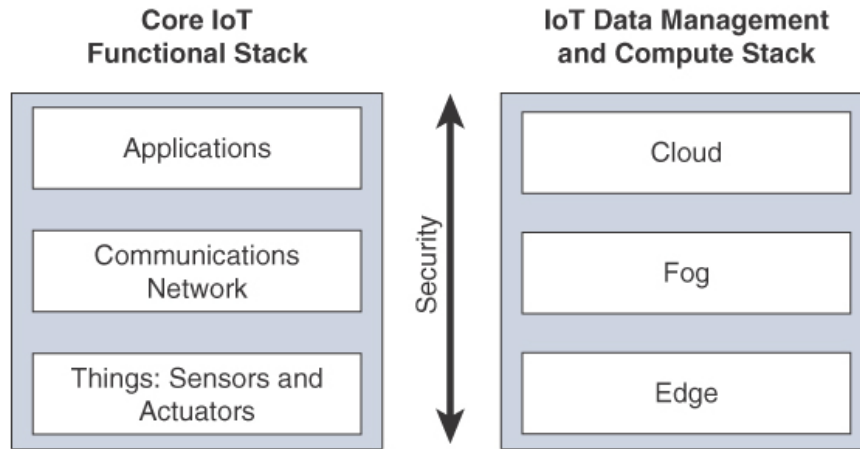 Core IoT
Functional Stack
IoT Data Management
and Compute Stack
Applications
Communications
Network
Things: Sensors and
Actuators
Security
Cloud
Fog
Edge